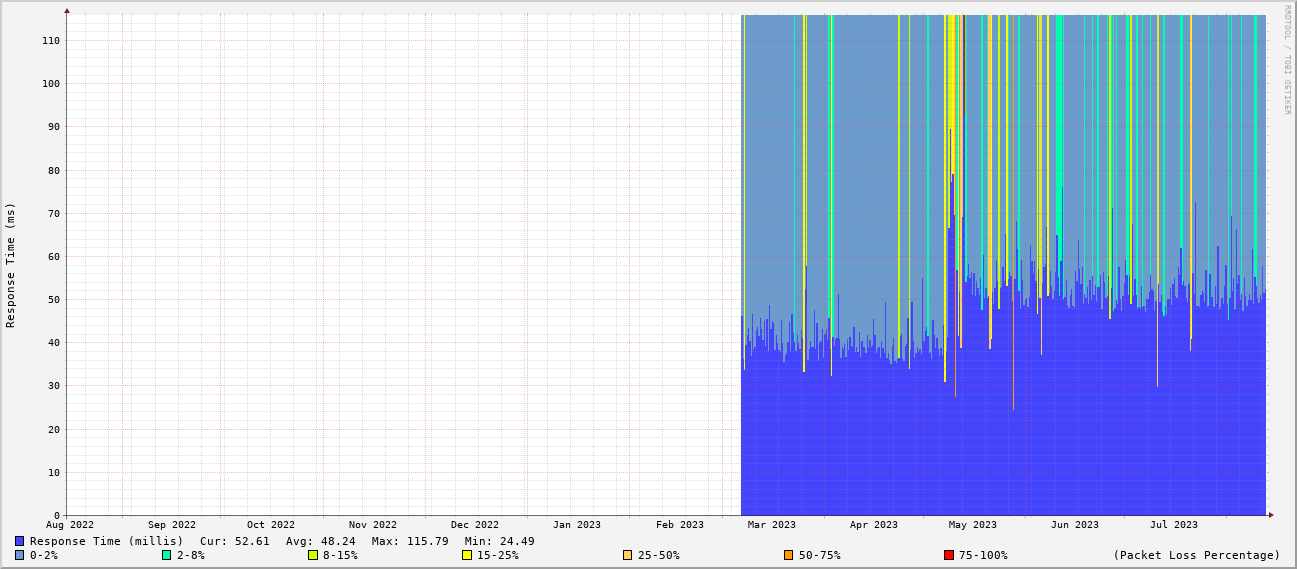 RRDTOOL / TOBI OETIKER
Response Time (ms)
110
100
90
80
70
60
50
40
30
20
10
0
Aug 2022 Sep 2022 Oct 2022 Nov 2022 Dec 2022 Jan 2023 Feb 2023 Mar 2023 Apr 2023 May 2023 Jun 2023 Jul 2023
Response Time (millis) Cur: 52.61 Avg: 48.24 Max: 115.79 Min: 24.49
0-2% 2-8% 8-15% 15-25% 25-50% 50-75% 75-100% (Packet Loss Percentage)